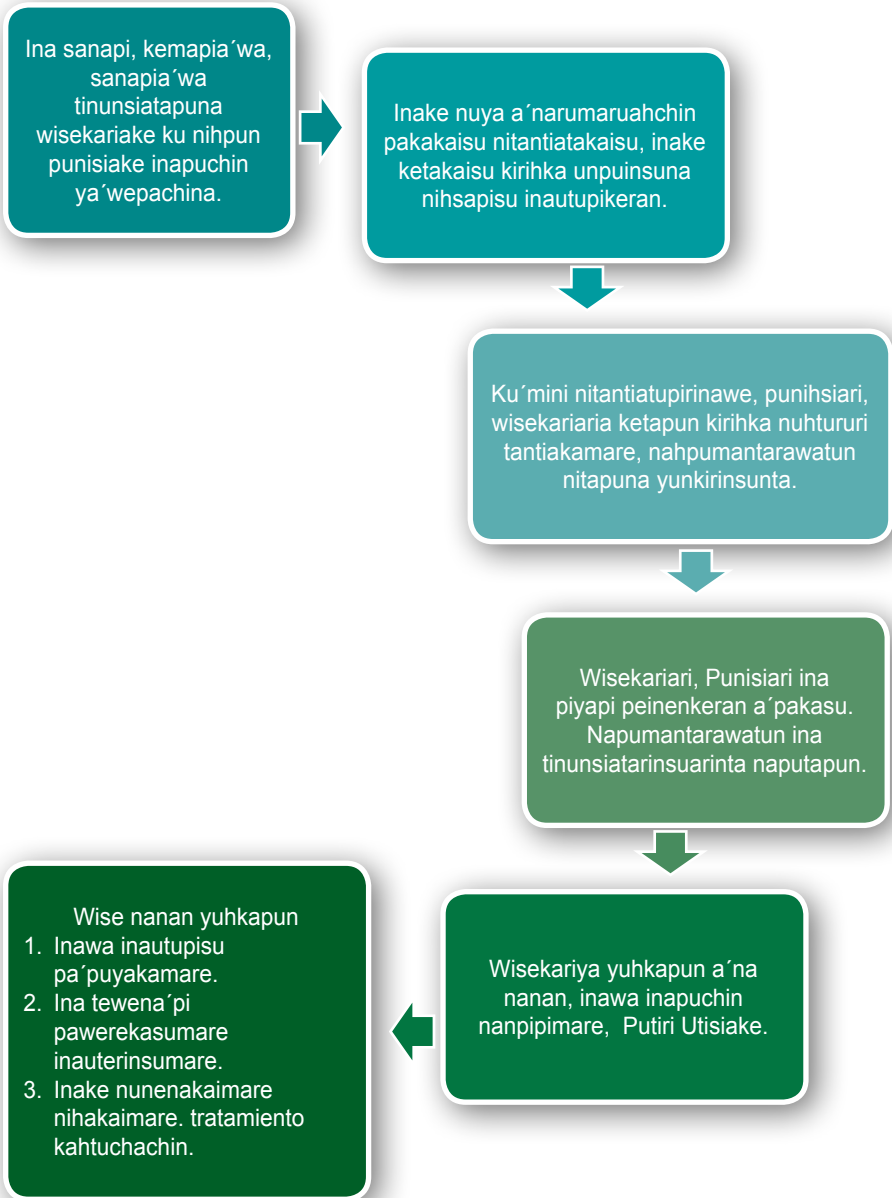 Ina sanapi, kemapia´wa,
sanapia´wa
tinunsiatapuna
wisekariake ku nihpun
punisiake inapuchin
ya´wepachina.
Inake nuya a´narumaruahchin
pakakaisu nitantiatakaisu, inake
ketakaisu kirihka unpuinsuna
nihsapisu inautupikeran.
Ku´mini nitantiatupirinawe, punihsiari,
wisekariaria ketapun kirihka nuhtururi
tantiakamare, nahpumantarawatun
nitapuna yunkirinsunta.
Wisekariari, Punisiari ina
piyapi peinenkeran a´pakasu.
Napumantarawatun ina
tinunsiatarinsuarinta naputapun.
Wisekariya yuhkapun a´na
nanan, inawa inapuchin
nanpipimare, Putiri Utisiake.
Wise nanan yuhkapun
1. Inawa inautupisu
pa´puyakamare.
2. Ina tewena´pi
pawerekasumare
inauterinsumare.
3. Inake nunenakaimare
nihakaimare. tratamiento
kahtuchachin.